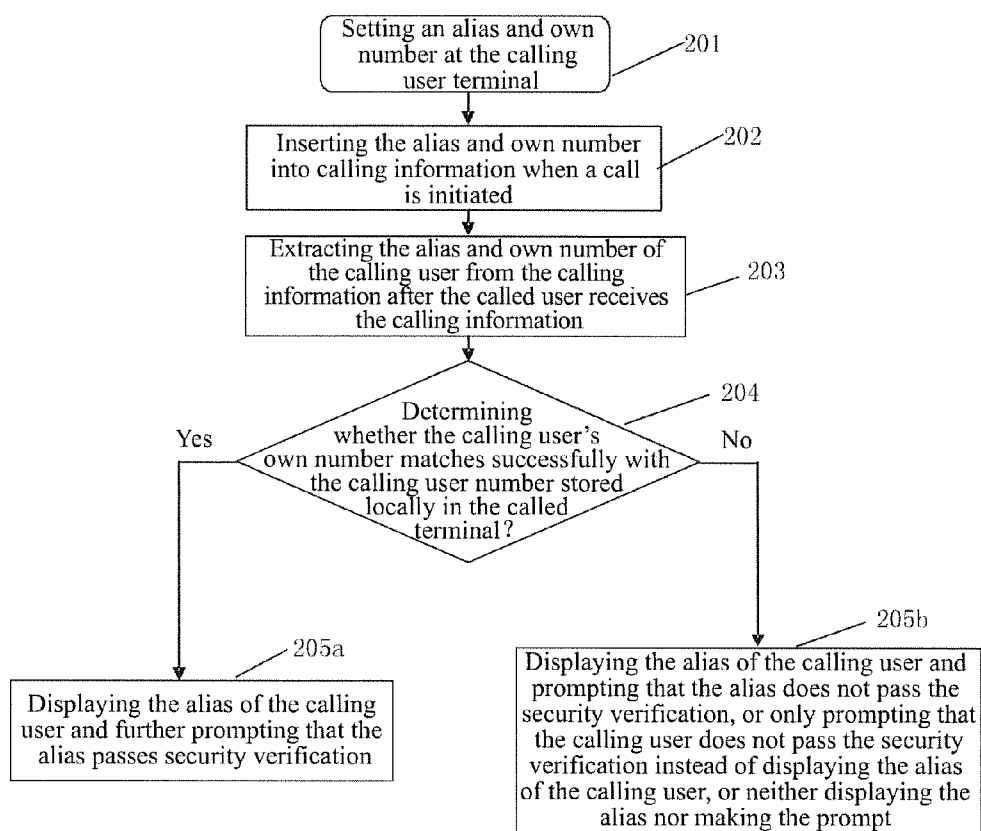 Setting an alias and own
number at the calling
user terminal
201
Inserting the alias and own number
into calling information when a call
is initiated
202
Extracting the alias and own number of
the calling user from the calling
information after the called user receives
the calling information
203
204
Determining
whether the calling user's
own number matches successfully with
the calling user number stored
locally in the called
terminal?
Yes
No
205a
Displaying the alias of the calling
user and further prompting that the
alias passes security verification
205b
Displaying the alias of the calling user and
prompting that the alias does not pass the
security verification, or only prompting that
the calling user does not pass the security
verification instead of displaying the alias
of the calling user, or neither displaying the
alias nor making the prompt